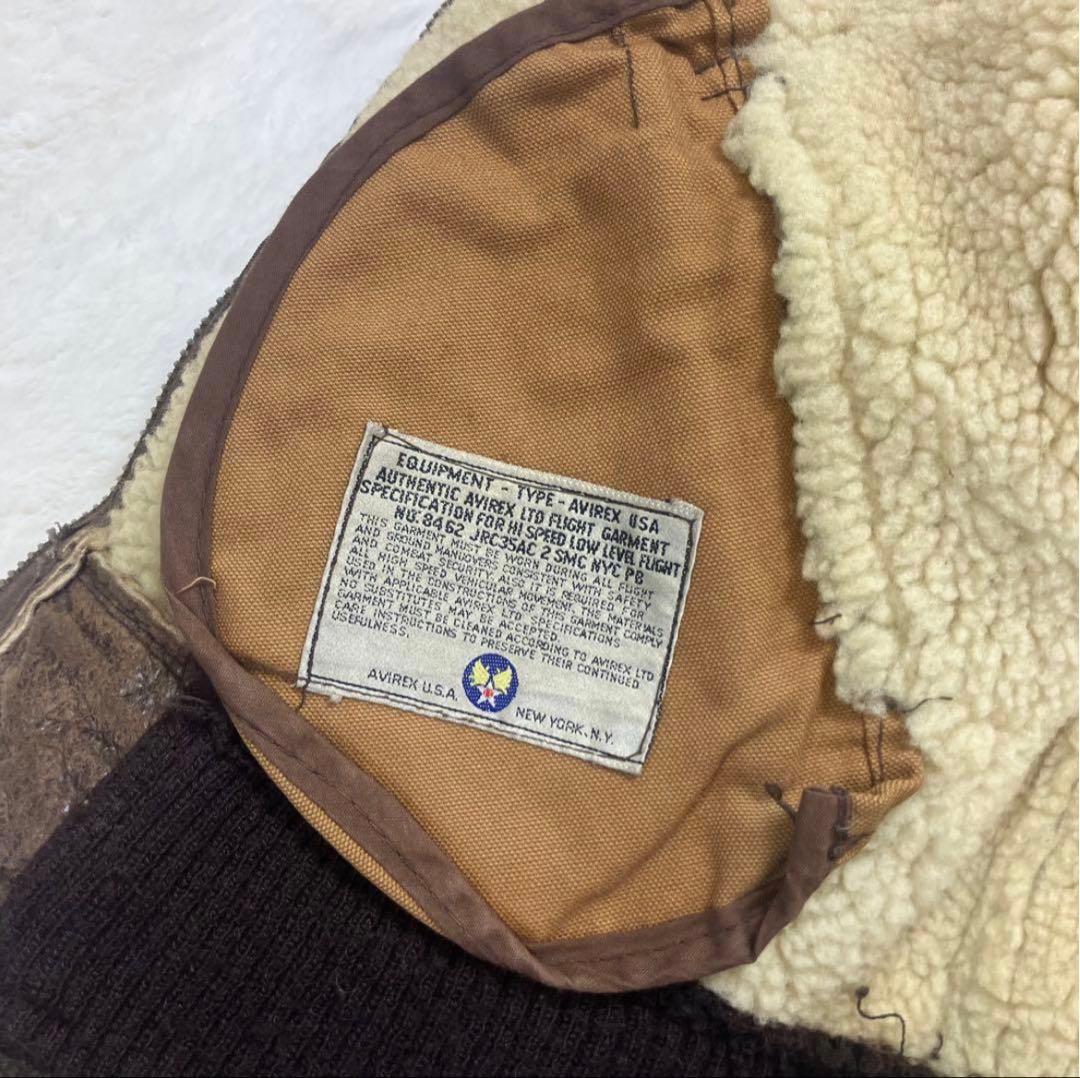 EQUIPMENT - TYPE - AVIREX USA
AUTHENTIC AVIREX LTD FLIGHT GARMENT
SPECIFICATION FOR HI SPEED LOW LEVEL FLIGHT
NO. 8462 JRC35AC 2 SMC NYC PB
THIS GARMENT MUST BE WORN DURING ALL FLIGHT
AND GROUND MANUOVERS CONSISTENT WITH SAFETY
AND COMBAT SECURITY. ALSO IS REQUIRED FOR
ALL HIGH SPEED VEHICULAR MOVEMENT. THE MATERIALS
USED IN THE CONSTRUCTIONS OF THE GARMENT COMPLY
WITH APPLICABLE AVIREX LTD SPECIFICATIONS
NO SUBSTITUTES MAY BE ACCEPTED.
GARMENT MUST BE CLEANED ACCORDING TO AVIREX LTD
CARE INSTRUCTIONS TO PRESERVE THEIR CONTINUED
USEFULNESS.
AVIREX U.S.A. NEW YORK, N.Y.